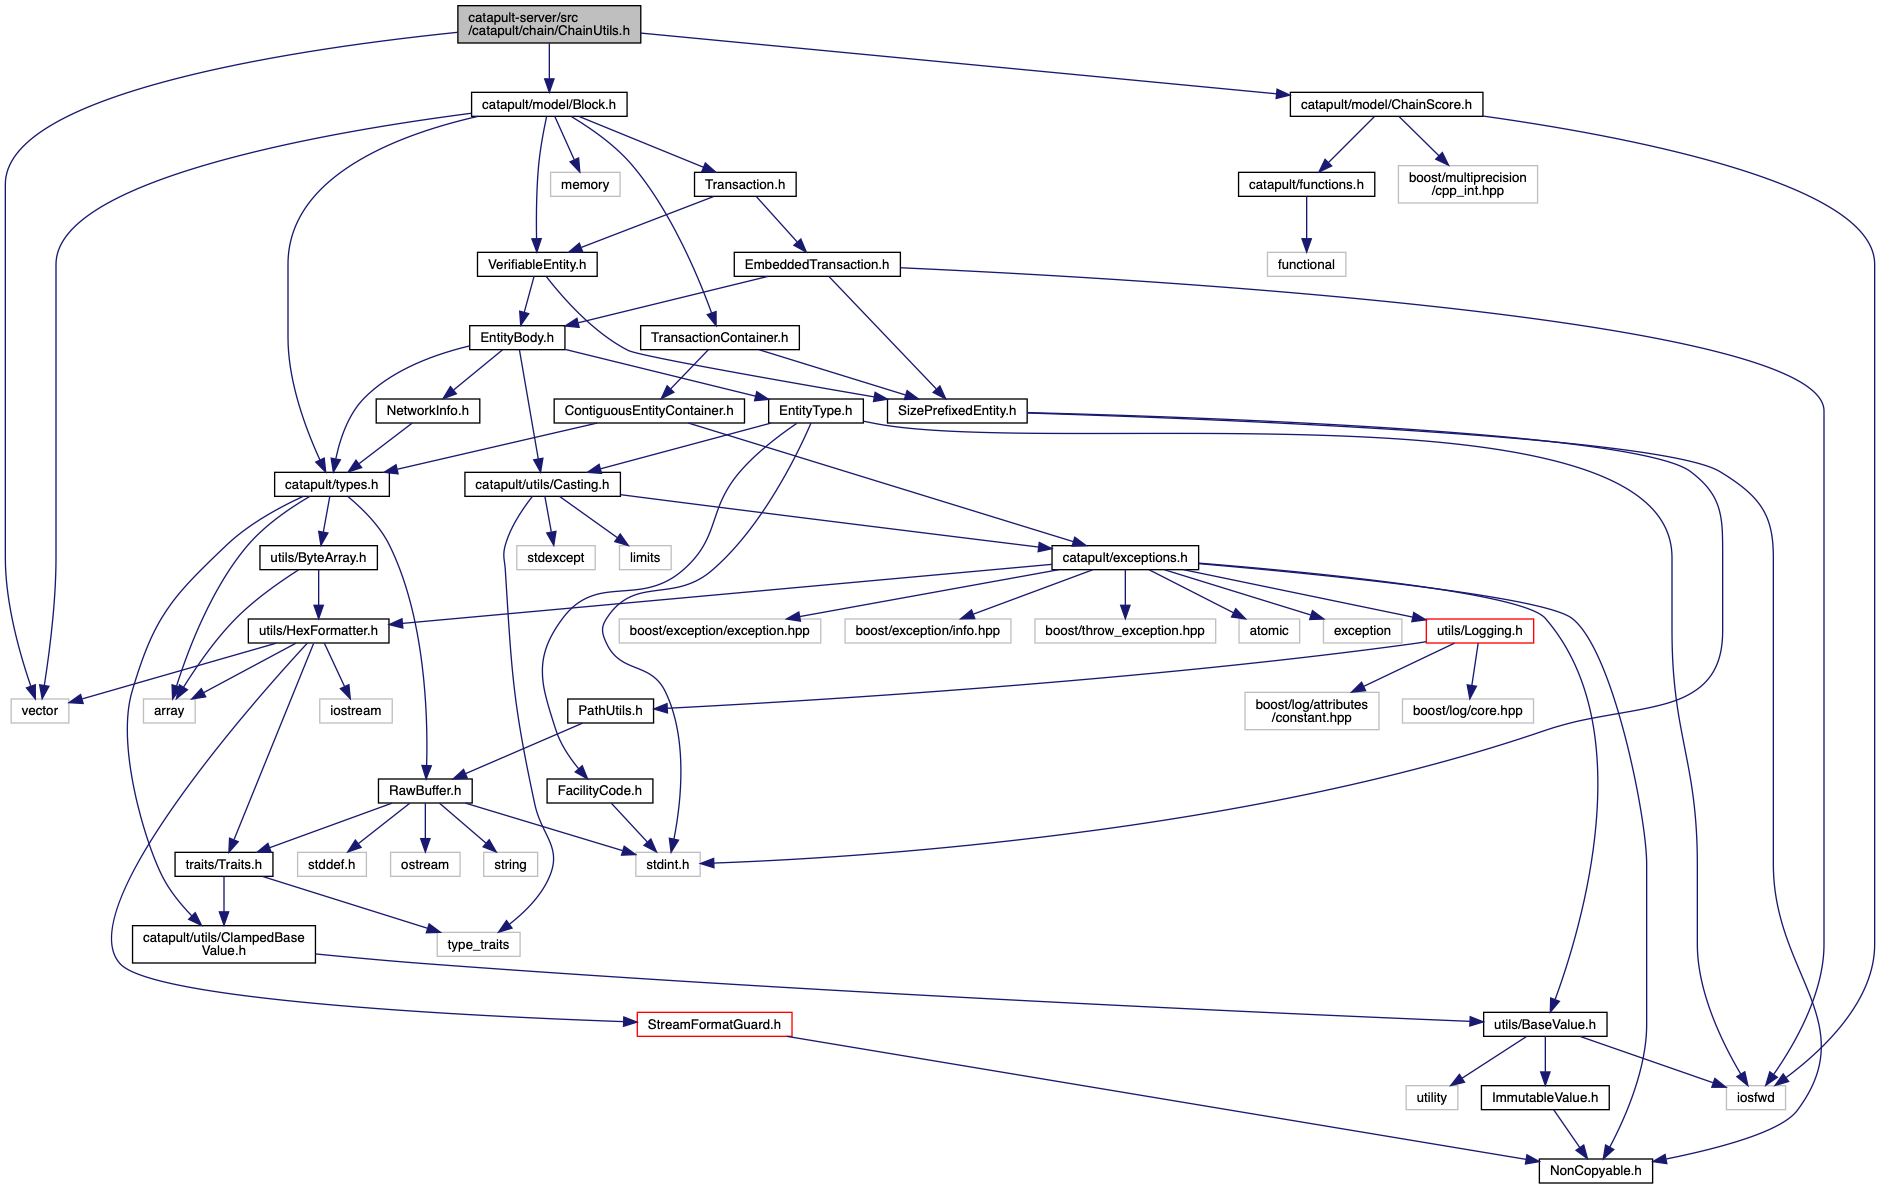 catapult-server/src
/catapult/chain/ChainUtils.h
catapult/model/Block.h
catapult/model/ChainScore.h
memory
Transaction.h
catapult/functions.h
boost/multiprecision
/cpp_int.hpp
VerifiableEntity.h
EmbeddedTransaction.h
functional
EntityBody.h
TransactionContainer.h
NetworkInfo.h
ContiguousEntityContainer.h
EntityType.h
SizePrefixedEntity.h
catapult/types.h
catapult/utils/Casting.h
utils/ByteArray.h
stdexcept
limits
catapult/exceptions.h
utils/HexFormatter.h
boost/exception/exception.hpp
boost/exception/info.hpp
boost/throw_exception.hpp
atomic
exception
utils/Logging.h
vector
array
iostream
PathUtils.h
boost/log/attributes
/constant.hpp
boost/log/core.hpp
RawBuffer.h
FacilityCode.h
traits/Traits.h
stddef.h
ostream
string
stdint.h
catapult/utils/ClampedBase
Value.h
type_traits
StreamFormatGuard.h
utils/BaseValue.h
utility
ImmutableValue.h
iosfwd
NonCopyable.h